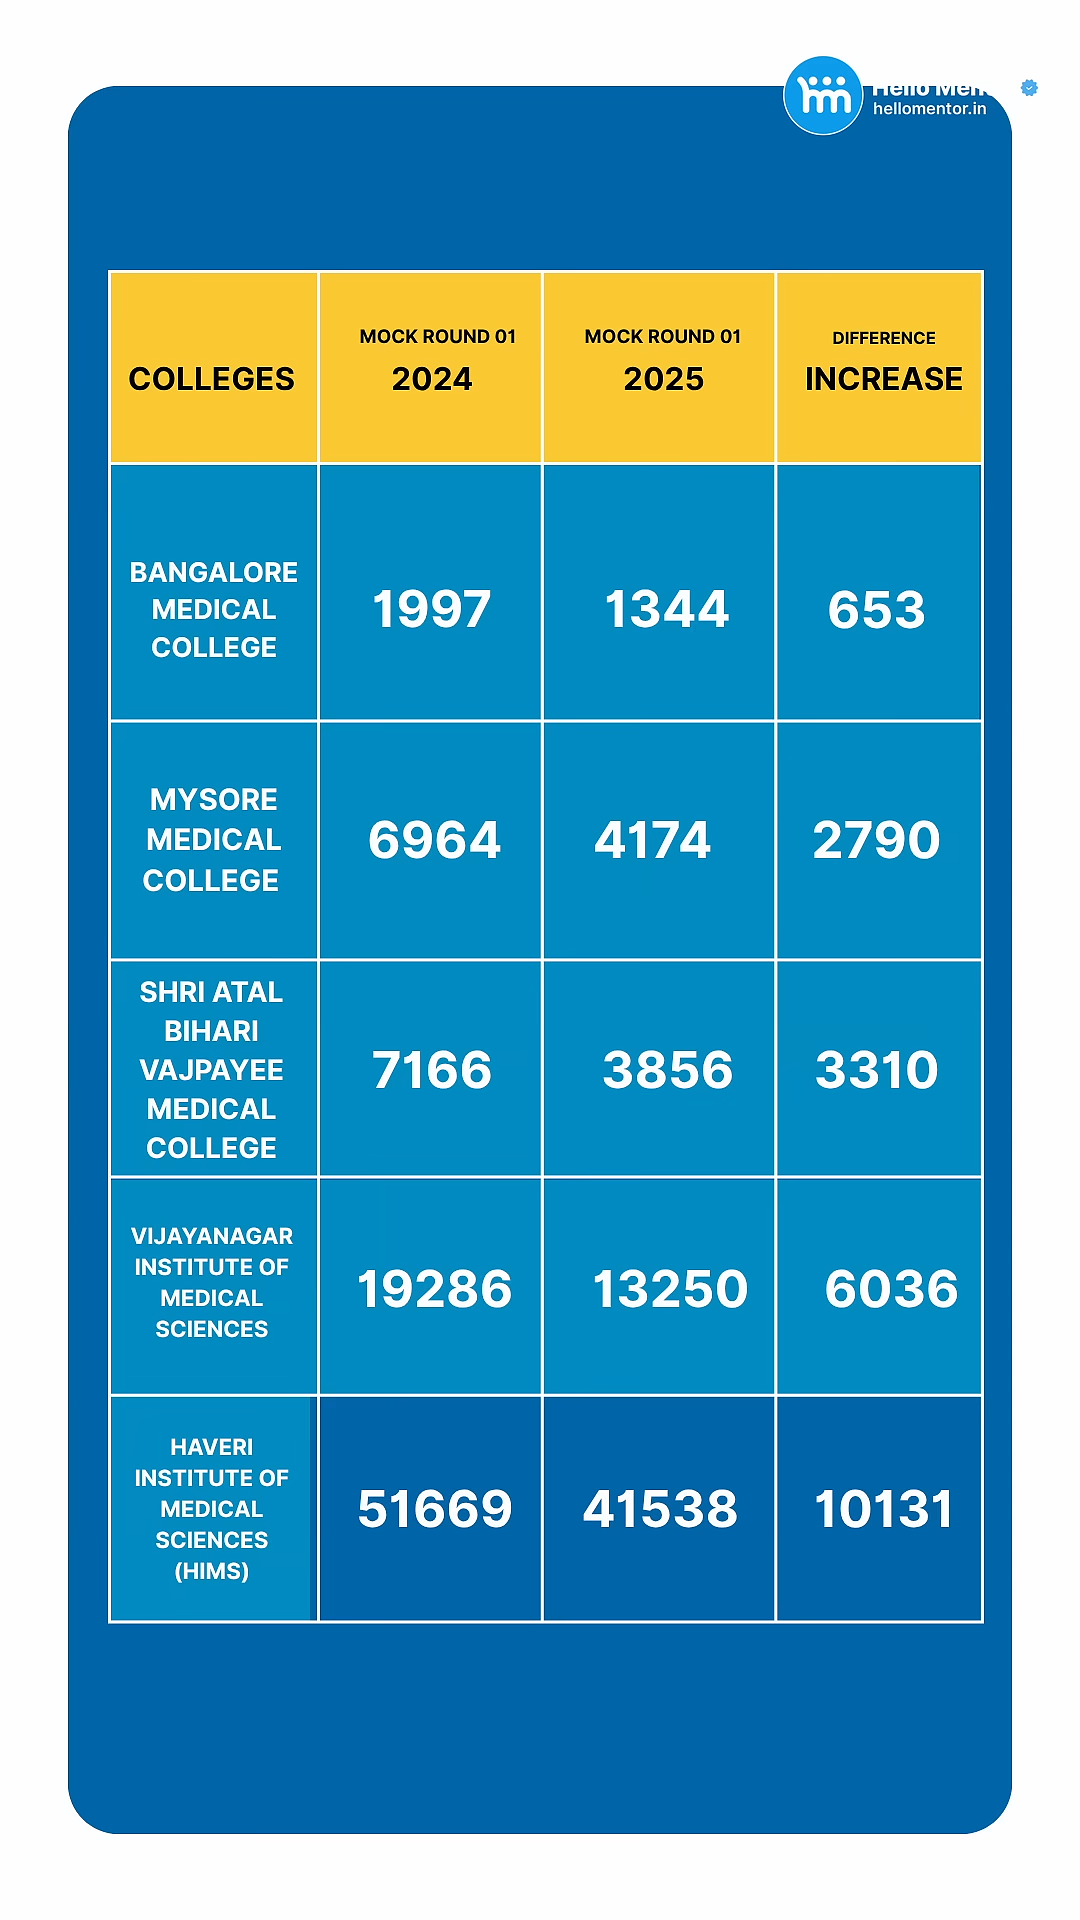 Hello
hellomentor.in
COLLEGES
MOCK ROUND 01
2024
MOCK ROUND 01
2025
DIFFERENCE
INCREASE
BANGALORE
MEDICAL
COLLEGE
1997
1344
653
MYSORE
MEDICAL
COLLEGE
6964
4174
2790
SHRI ATAL
BIHARI
VAJPAYEE
MEDICAL
COLLEGE
7166
3856
3310
VIJAYANAGAR
INSTITUTE OF
MEDICAL
SCIENCES
19286
13250
6036
HAVERI
INSTITUTE OF
MEDICAL
SCIENCES
(HIMS)
51669
41538
10131